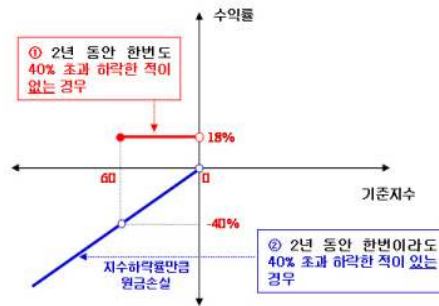 수익률
① 2년 동안 한번도
40% 초과 하락한 적이
없는 경우
18%
60
0
기준지수
-40%
② 2년 동안 한번이라도
40% 초과 하락한 적이 있는
경우
지수하락률만큼
원금손실